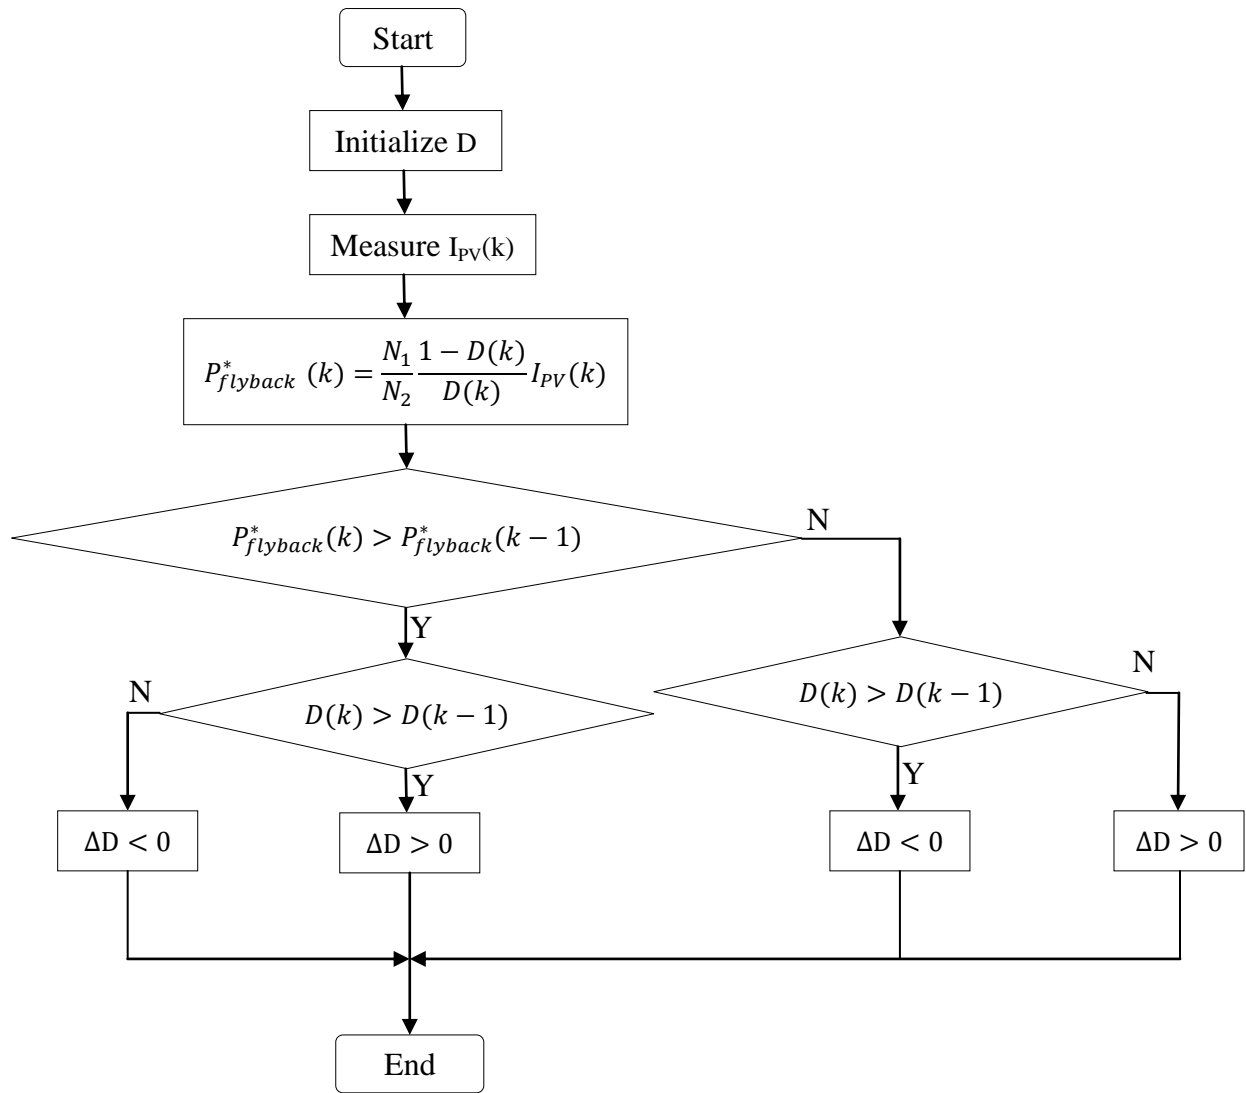 Start
Initialize D
Measure I_PV(k)
P*_flyback (k) = N_1/N_2 (1 − D(k))/D(k) I_PV(k)
P*_flyback(k) > P*_flyback(k − 1)
N
Y
D(k) > D(k − 1)
N
Y
D(k) > D(k − 1)
N
Y
ΔD < 0
ΔD > 0
ΔD < 0
ΔD > 0
End